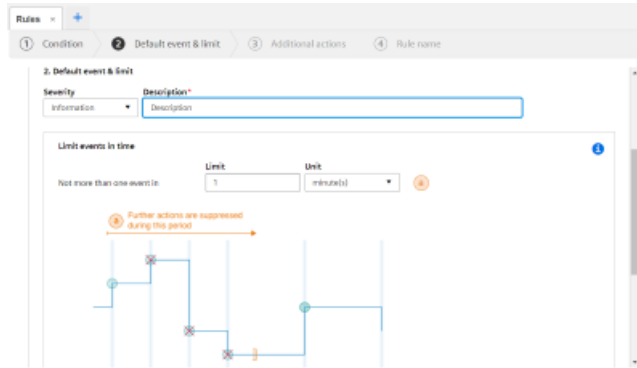 Rules × +
1 Condition 2 Default event & limit 3 Additional actions 4 Rule name
2. Default event & limit
Severity Description*
Information Description
Limit events in time
Limit Unit
Not more than one event in 1 minute(s)
Further actions are suppressed
during this period